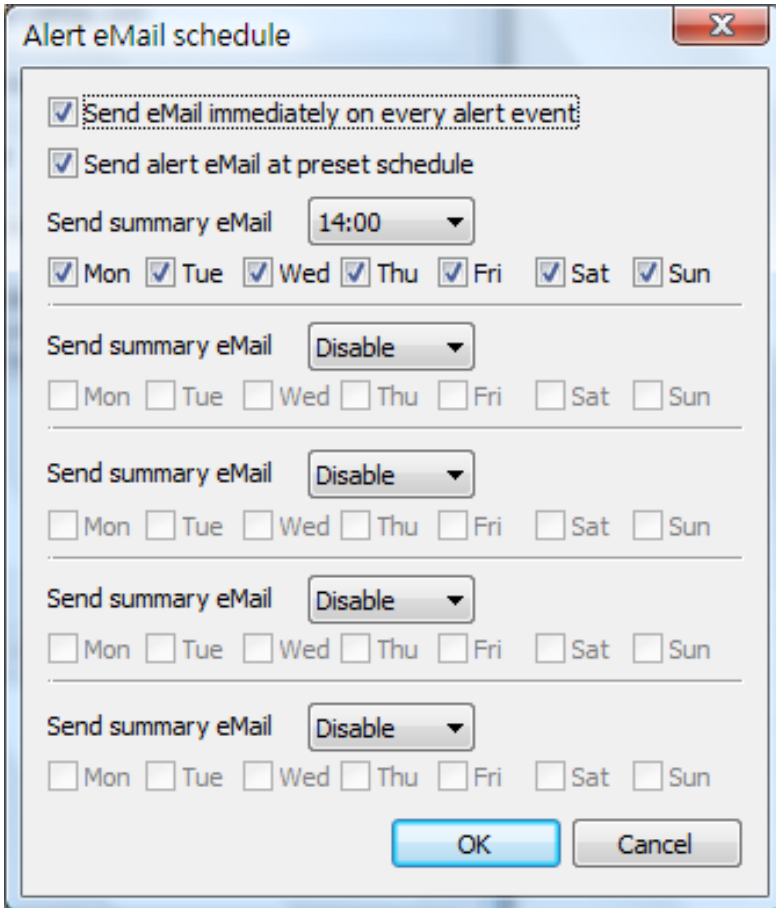 Alert eMail schedule
Send eMail immediately on every alert event
Send alert eMail at preset schedule
Send summary eMail 14:00
Mon Tue Wed Thu Fri Sat Sun
Send summary eMail Disable
Mon Tue Wed Thu Fri Sat Sun
Send summary eMail Disable
Mon Tue Wed Thu Fri Sat Sun
Send summary eMail Disable
Mon Tue Wed Thu Fri Sat Sun
Send summary eMail Disable
Mon Tue Wed Thu Fri Sat Sun
OK Cancel